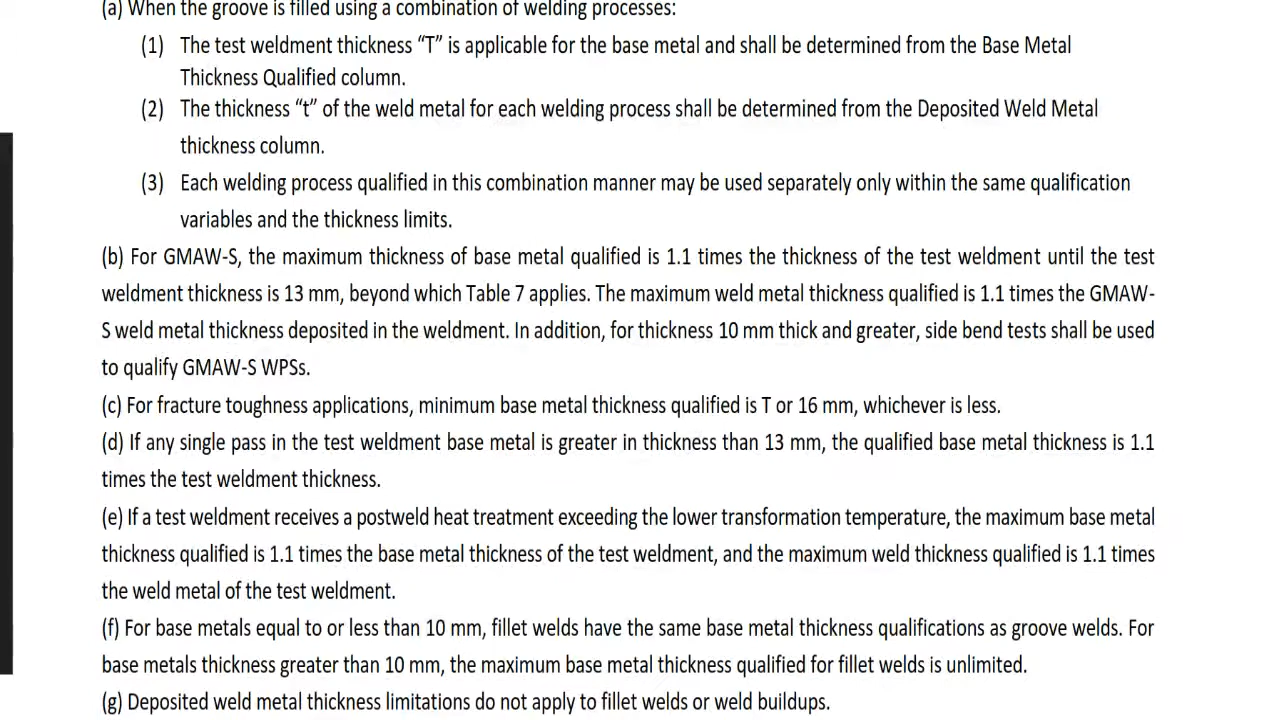 (a) When the groove is filled using a combination of welding processes:
(1) The test weldment thickness “T” is applicable for the base metal and shall be determined from the Base Metal
Thickness Qualified column.
(2) The thickness “t” of the weld metal for each welding process shall be determined from the Deposited Weld Metal
thickness column.
(3) Each welding process qualified in this combination manner may be used separately only within the same qualification
variables and the thickness limits.
(b) For GMAW-S, the maximum thickness of base metal qualified is 1.1 times the thickness of the test weldment until the test
weldment thickness is 13 mm, beyond which Table 7 applies. The maximum weld metal thickness qualified is 1.1 times the GMAW-
S weld metal thickness deposited in the weldment. In addition, for thickness 10 mm thick and greater, side bend tests shall be used
to qualify GMAW-S WPSs.
(c) For fracture toughness applications, minimum base metal thickness qualified is T or 16 mm, whichever is less.
(d) If any single pass in the test weldment base metal is greater in thickness than 13 mm, the qualified base metal thickness is 1.1
times the test weldment thickness.
(e) If a test weldment receives a postweld heat treatment exceeding the lower transformation temperature, the maximum base metal
thickness qualified is 1.1 times the base metal thickness of the test weldment, and the maximum weld thickness qualified is 1.1 times
the weld metal of the test weldment.
(f) For base metals equal to or less than 10 mm, fillet welds have the same base metal thickness qualifications as groove welds. For
base metals thickness greater than 10 mm, the maximum base metal thickness qualified for fillet welds is unlimited.
(g) Deposited weld metal thickness limitations do not apply to fillet welds or weld buildups.